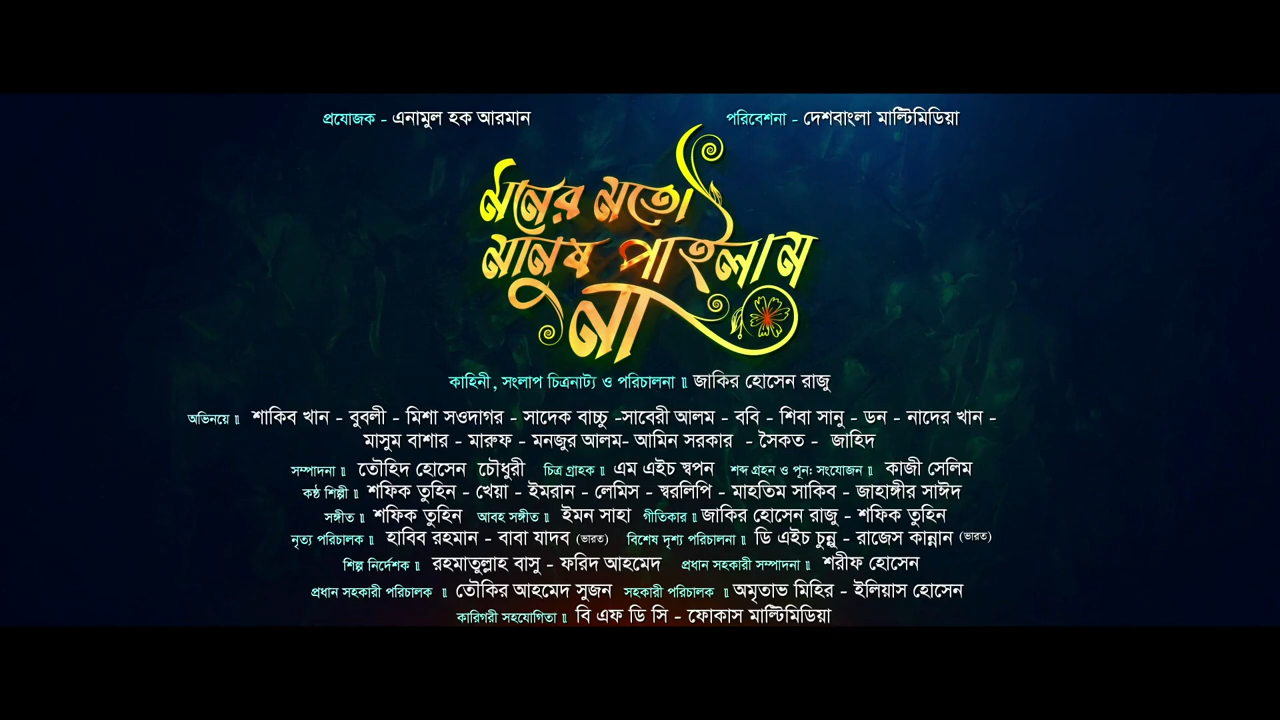 প্রযোজক - এনামুল হক আরমান পরিবেশনা - দেশবাংলা মাল্টিমিডিয়া
মনের মতো
মানুষ পাইলাম
না
কাহিনী, সংলাপ চিত্রনাট্য ও পরিচালনা ॥ জাকির হোসেন রাজু
অভিনয়ে ॥ শাকিব খান - বুবলী - মিশা সওদাগর - সাদেক বাচ্চু -সাবেরী আলম - ববি - শিবা সানু - ডন - নাদের খান -
মাসুম বাশার - মারুফ - মনজুর আলম- আমিন সরকার - সৈকত - জাহিদ
সম্পাদনা ॥ তৌহিদ হোসেন চৌধুরী চিত্র গ্রাহক ॥ এম এইচ স্বপন শব্দ গ্রহন ও পূন: সংযোজন ॥ কাজী সেলিম
কন্ঠ শিল্পী ॥ শফিক তুহিন - খেয়া - ইমরান - লেমিস - স্বরলিপি - মাহতিম সাকিব - জাহাঙ্গীর সাঈদ
সঙ্গীত ॥ শফিক তুহিন আবহ সঙ্গীত ॥ ইমন সাহা গীতিকার ॥ জাকির হোসেন রাজু - শফিক তুহিন
নৃত্য পরিচালক ॥ হাবিব রহমান - বাবা যাদব (ভারত) বিশেষ দৃশ্য পরিচালনা ॥ ডি এইচ চুন্নু - রাজেস কান্নান (ভারত)
শিল্প নির্দেশক ॥ রহমাতুল্লাহ বাসু - ফরিদ আহমেদ প্রধান সহকারী সম্পাদনা ॥ শরীফ হোসেন
প্রধান সহকারী পরিচালক ॥ তৌকির আহমেদ সুজন সহকারী পরিচালক ॥ অমৃতাভ মিহির - ইলিয়াস হোসেন
কারিগরী সহযোগিতা ॥ বি এফ ডি সি - ফোকাস মাল্টিমিডিয়া